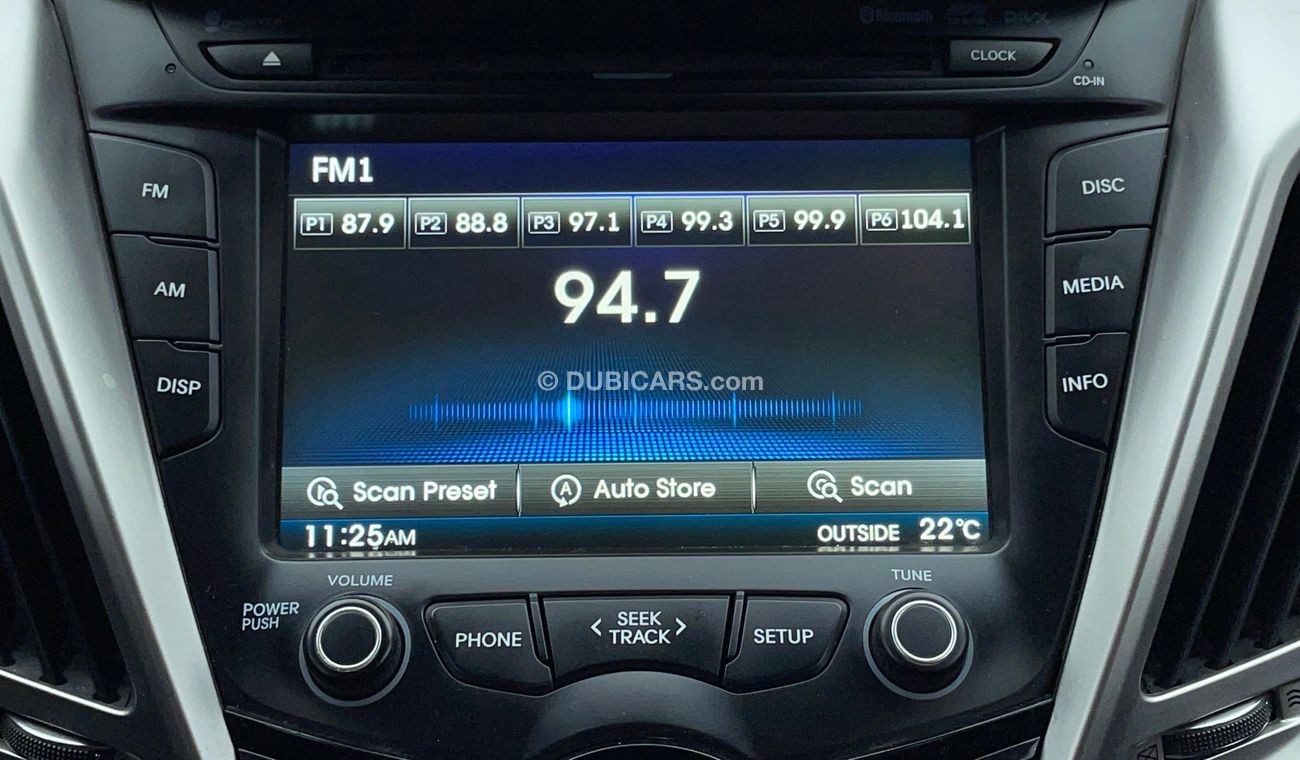 Bluetooth DIVX
CLOCK
CD-IN
FM
AM
DISP
FM1
P1 87.9 P2 88.8 P3 97.1 P4 99.3 P5 99.9 P6 104.1
94.7
© DUBICARS.com
Scan Preset Auto Store Scan
11:25AM OUTSIDE 22°C
DISC
MEDIA
INFO
VOLUME
POWER
PUSH
PHONE
SEEK
TRACK
SETUP
TUNE